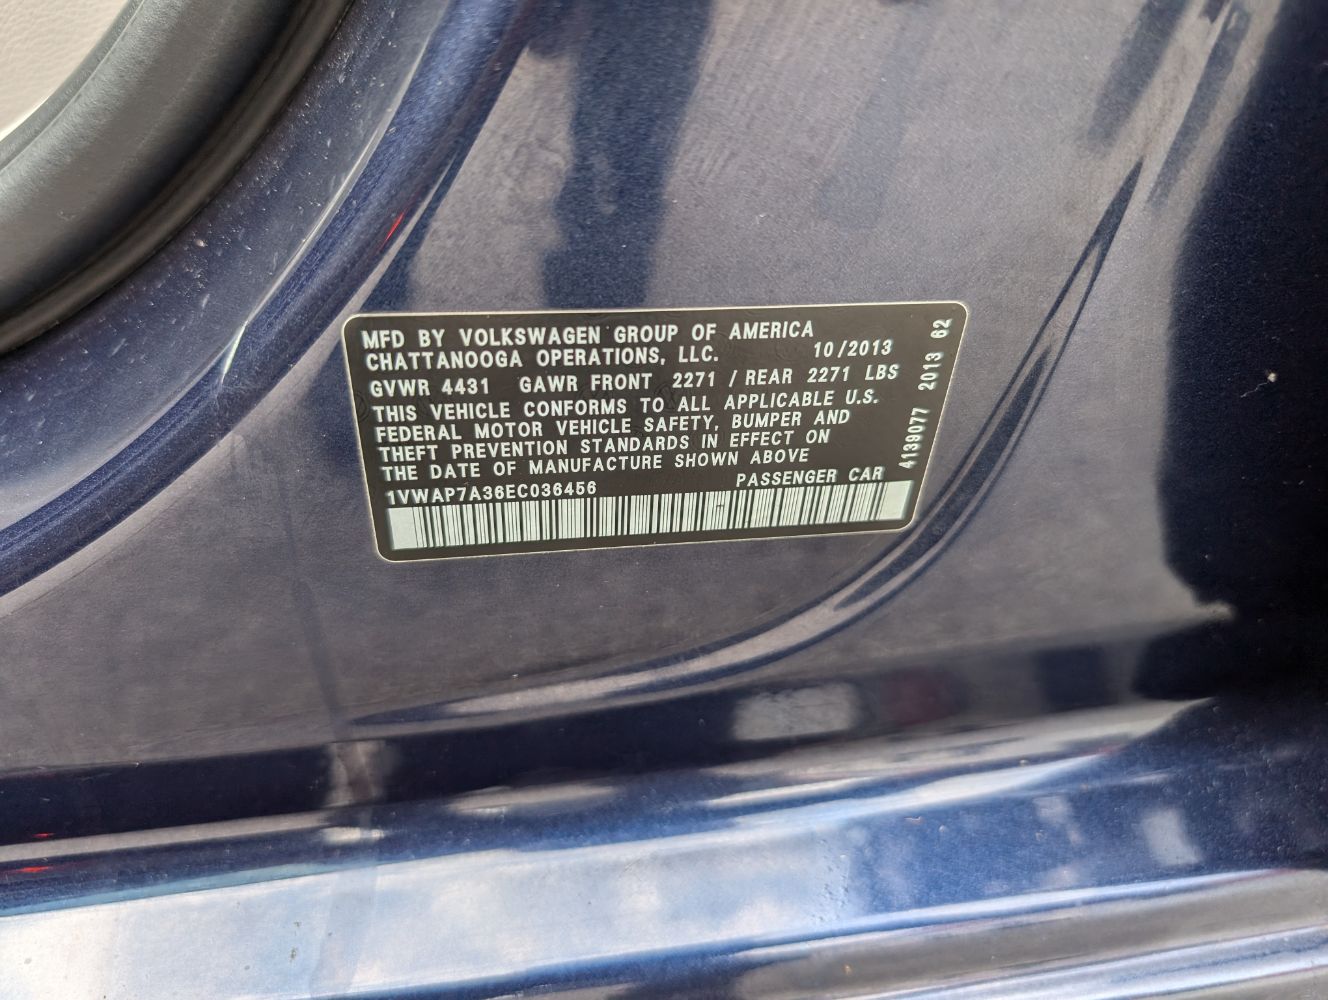 MFD BY VOLKSWAGEN GROUP OF AMERICA
CHATTANOOGA OPERATIONS, LLC. 10/2013
GVWR 4431 GAWR FRONT 2271 / REAR 2271 LBS
THIS VEHICLE CONFORMS TO ALL APPLICABLE U.S.
FEDERAL MOTOR VEHICLE SAFETY, BUMPER AND
THEFT PREVENTION STANDARDS IN EFFECT ON
THE DATE OF MANUFACTURE SHOWN ABOVE
1VWAP7A36EC036456 PASSENGER CAR
4139077 2013 62